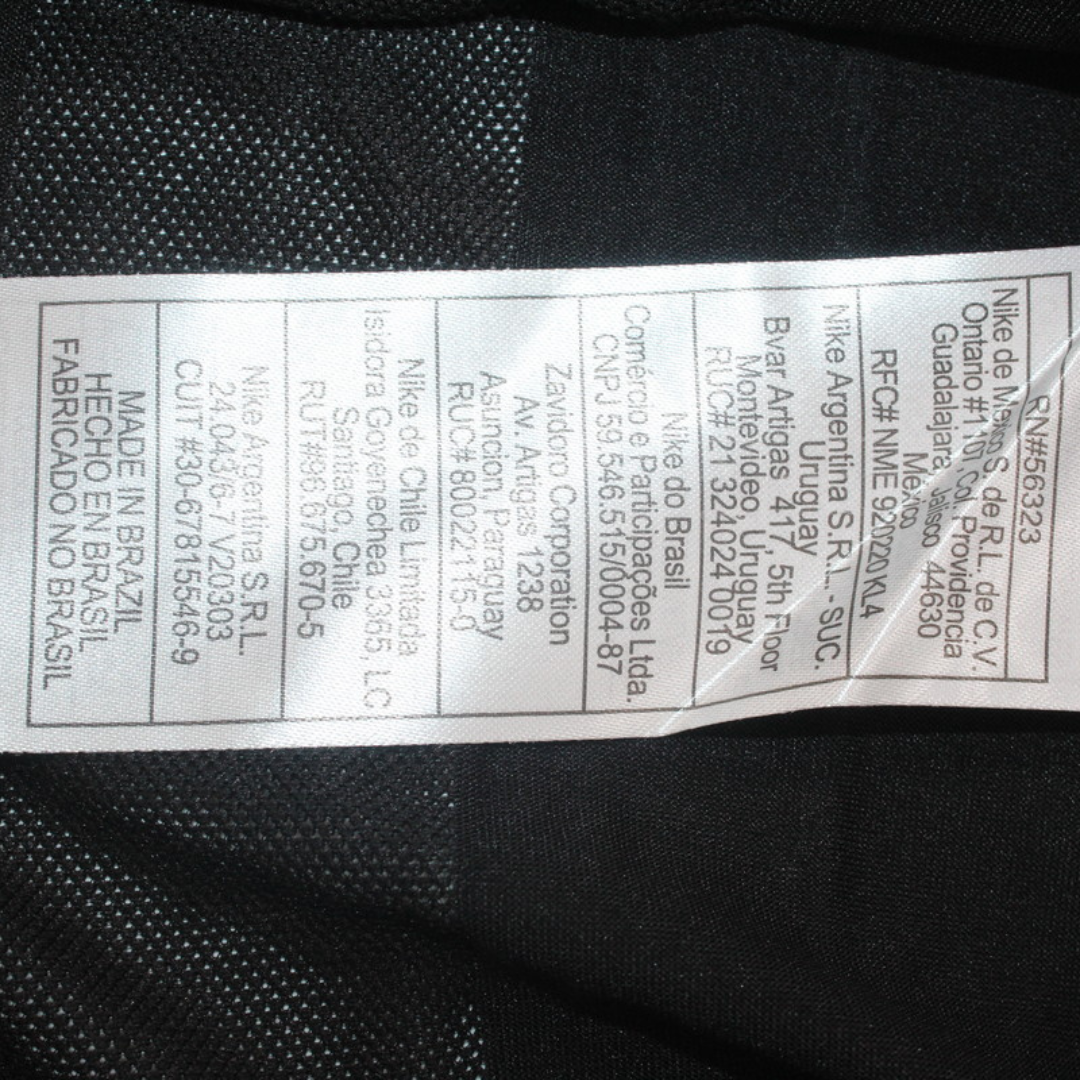 RN#56323
Nike de Mexico S. de R.L. de C.V.
Ontario #1107, Col. Providencia
Guadalajara, Jalisco 44630
México
RFC# NME 920220 KL4
Nike Argentina S.R.L. - SUC.
Uruguay
Bvar Artigas 417, 5th Floor
Montevideo, Uruguay
RUC# 21 324024 0019
Nike do Brasil
Comércio e Participações Ltda.
CNPJ 59.546.515/0004-87
Zavidoro Corporation
Av. Artigas 1238
Asuncion, Paraguay
RUC# 80022115-0
Nike de Chile Limitada
Isidora Goyenechea 3365, LC
Santiago, Chile
RUT#96.675.670-5
Nike Argentina S.R.L.
24.043/6-7 V20303
CUIT #30-67815546-9
MADE IN BRAZIL
HECHO EN BRASIL
FABRICADO NO BRASIL